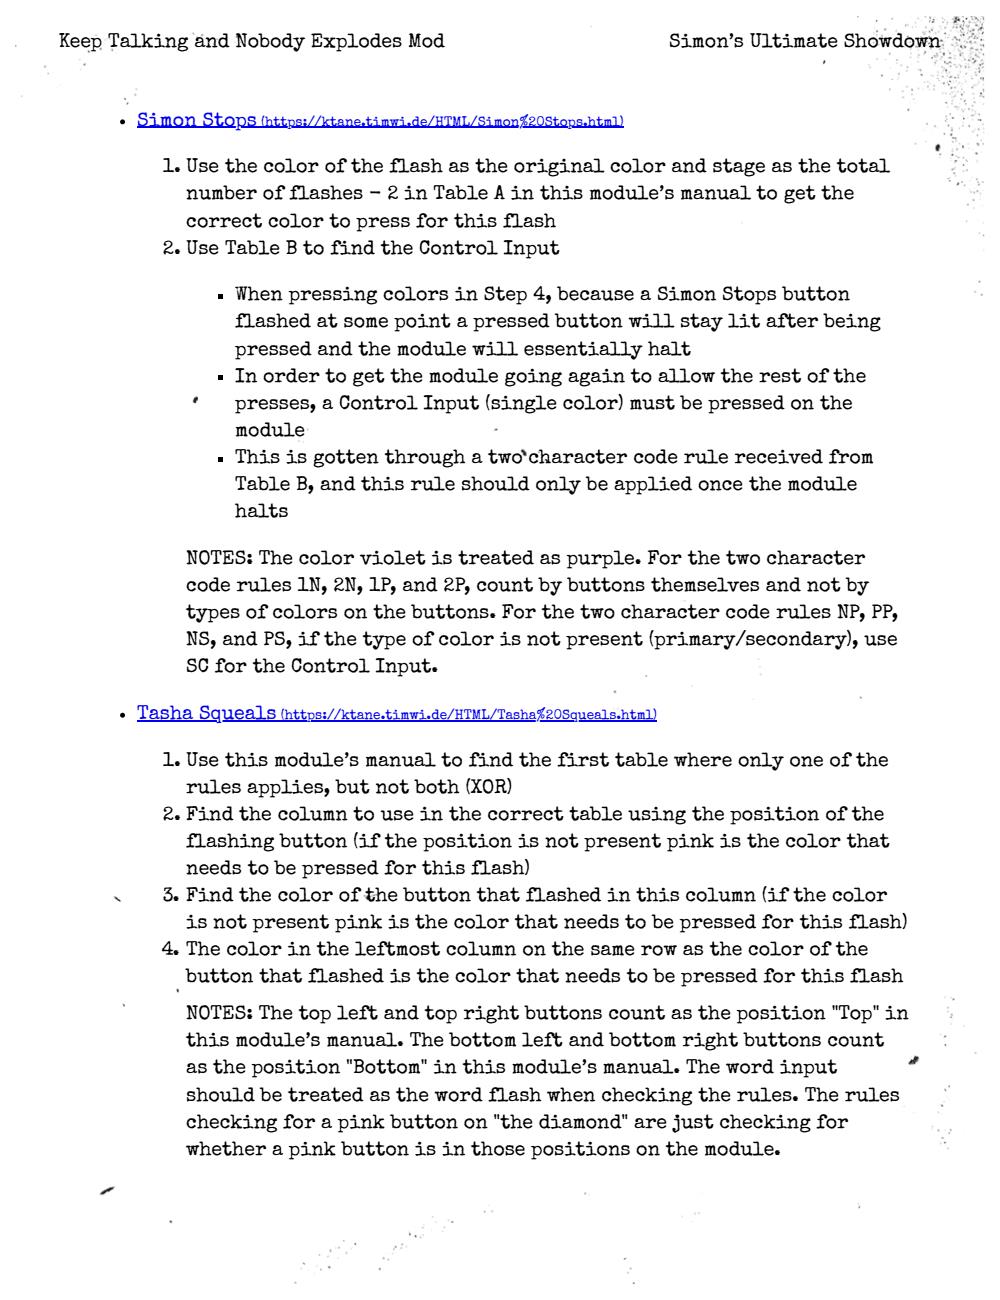 Keep Talking and Nobody Explodes Mod
Simon's Ultimate Showdown
• Simon Stops (https://ktane.timwi.de/HTML/Simon%20Stops.html)
1. Use the color of the flash as the original color and stage as the total
number of flashes – 2 in Table A in this module's manual to get the
correct color to press for this flash
2. Use Table B to find the Control Input
▪ When pressing colors in Step 4, because a Simon Stops button
flashed at some point a pressed button will stay lit after being
pressed and the module will essentially halt
▪ In order to get the module going again to allow the rest of the
presses, a Control Input (single color) must be pressed on the
module
▪ This is gotten through a two character code rule received from
Table B, and this rule should only be applied once the module
halts
NOTES: The color violet is treated as purple. For the two character
code rules 1N, 2N, 1P, and 2P, count by buttons themselves and not by
types of colors on the buttons. For the two character code rules NP, PP,
NS, and PS, if the type of color is not present (primary/secondary), use
SC for the Control Input.
• Tasha Squeals (https://ktane.timwi.de/HTML/Tasha%20Squeals.html)
1. Use this module's manual to find the first table where only one of the
rules applies, but not both (XOR)
2. Find the column to use in the correct table using the position of the
flashing button (if the position is not present pink is the color that
needs to be pressed for this flash)
3. Find the color of the button that flashed in this column (if the color
is not present pink is the color that needs to be pressed for this flash)
4. The color in the leftmost column on the same row as the color of the
button that flashed is the color that needs to be pressed for this flash
NOTES: The top left and top right buttons count as the position "Top" in
this module's manual. The bottom left and bottom right buttons count
as the position "Bottom" in this module's manual. The word input
should be treated as the word flash when checking the rules. The rules
checking for a pink button on "the diamond" are just checking for
whether a pink button is in those positions on the module.